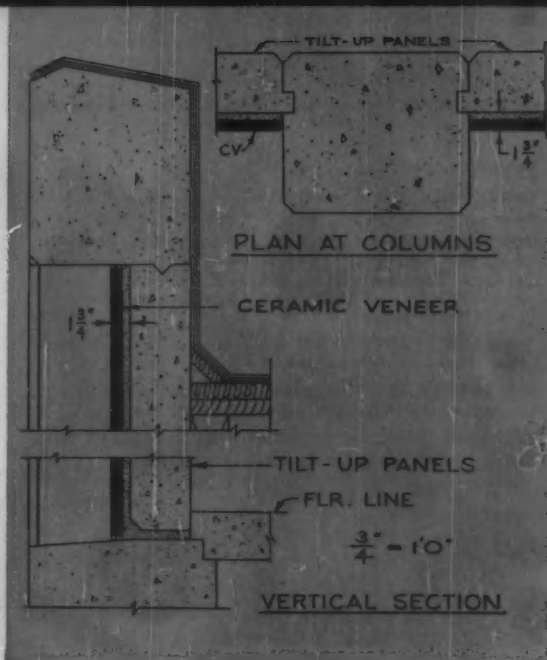 TILT-UP PANELS
CV
1 3/4"
PLAN AT COLUMNS
CERAMIC VENEER
1 3/4"
TILT-UP PANELS
FLR. LINE
3/4" = 1'0"
VERTICAL SECTION